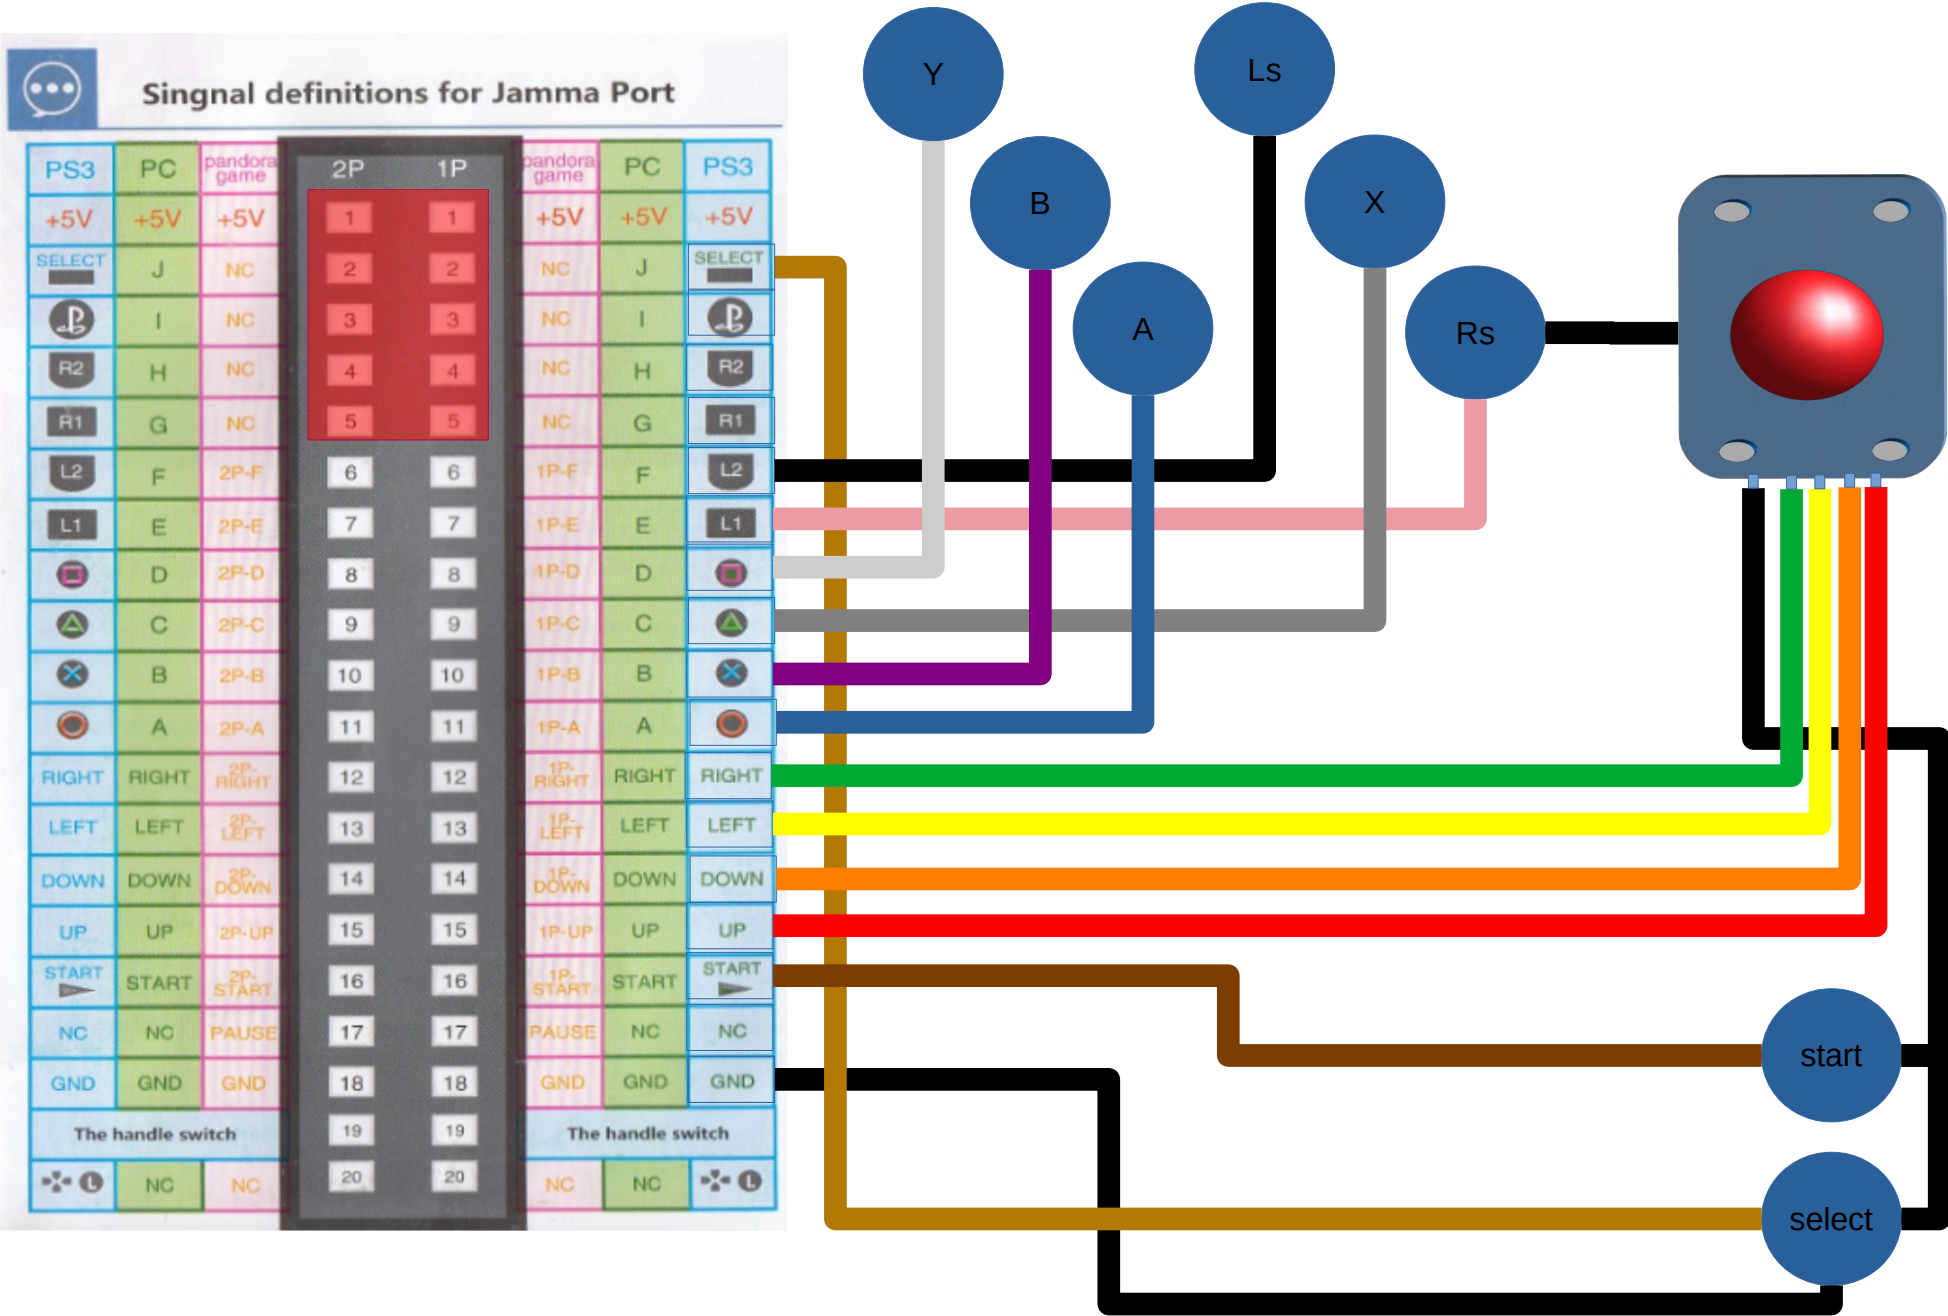 Singnal definitions for Jamma Port
Y
Ls
B
X
A
Rs
PS3 PC pandora game 2P 1P pandora game PC PS3
+5V +5V +5V 1 1 +5V +5V +5V
SELECT J NC 2 2 NC J SELECT
I NC 3 3 NC I
R2 H NC 4 4 NC H R2
R1 G NC 5 5 NC G R1
L2 F 2P-F 6 6 1P-F F L2
L1 E 2P-E 7 7 1P-E E L1
D 2P-D 8 8 1P-D D
C 2P-C 9 9 1P-C C
B 2P-B 10 10 1P-B B
A 2P-A 11 11 1P-A A
RIGHT RIGHT 2P-RIGHT 12 12 1P-RIGHT RIGHT RIGHT
LEFT LEFT 2P-LEFT 13 13 1P-LEFT LEFT LEFT
DOWN DOWN 2P-DOWN 14 14 1P-DOWN DOWN DOWN
UP UP 2P-UP 15 15 1P-UP UP UP
START START 2P-START 16 16 1P-START START START
NC NC PAUSE 17 17 PAUSE NC NC
GND GND GND 18 18 GND GND GND
The handle switch 19 19 The handle switch
L NC NC 20 20 NC NC L
start
select